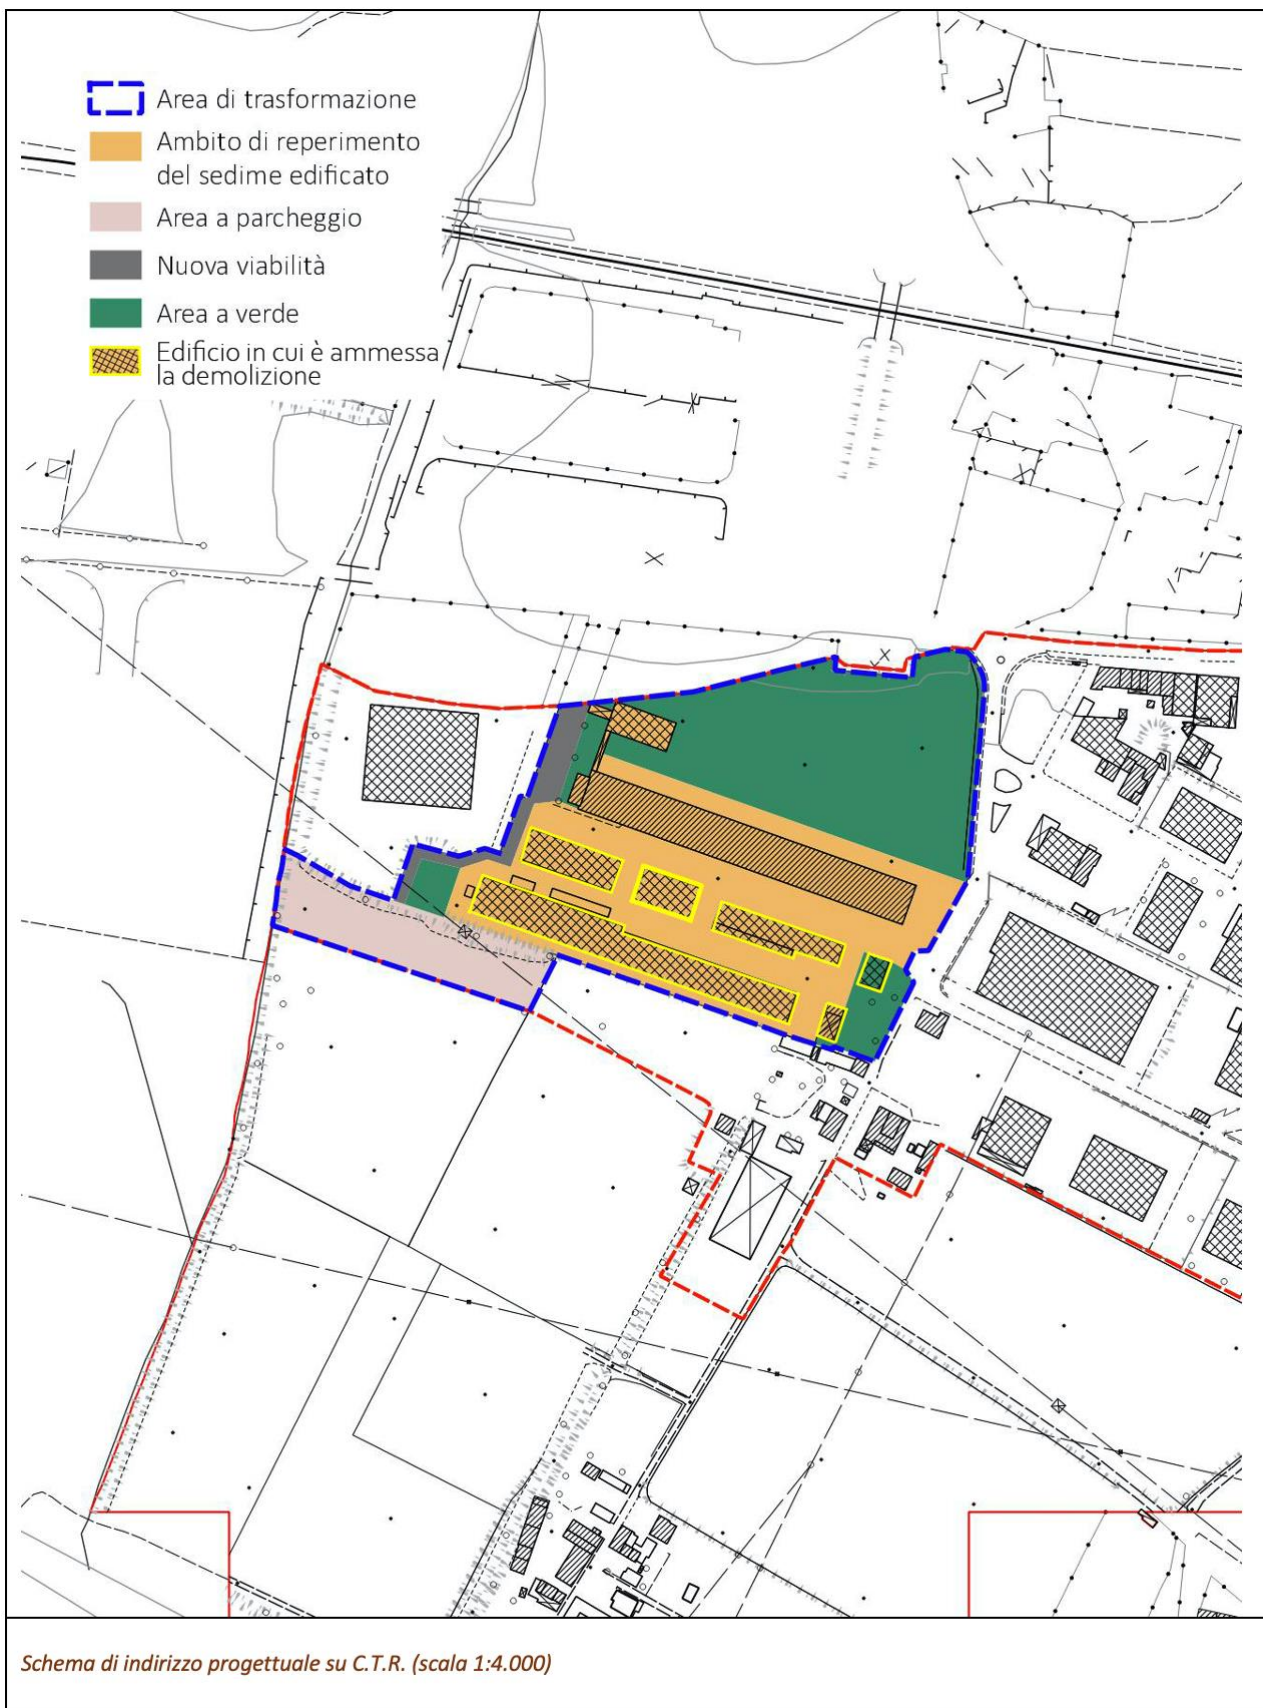 Area di trasformazione
Ambito di reperimento
del sedime edificato
Area a parcheggio
Nuova viabilità
Area a verde
Edificio in cui è ammessa
la demolizione
Schema di indirizzo progettuale su C.T.R. (scala 1:4.000)